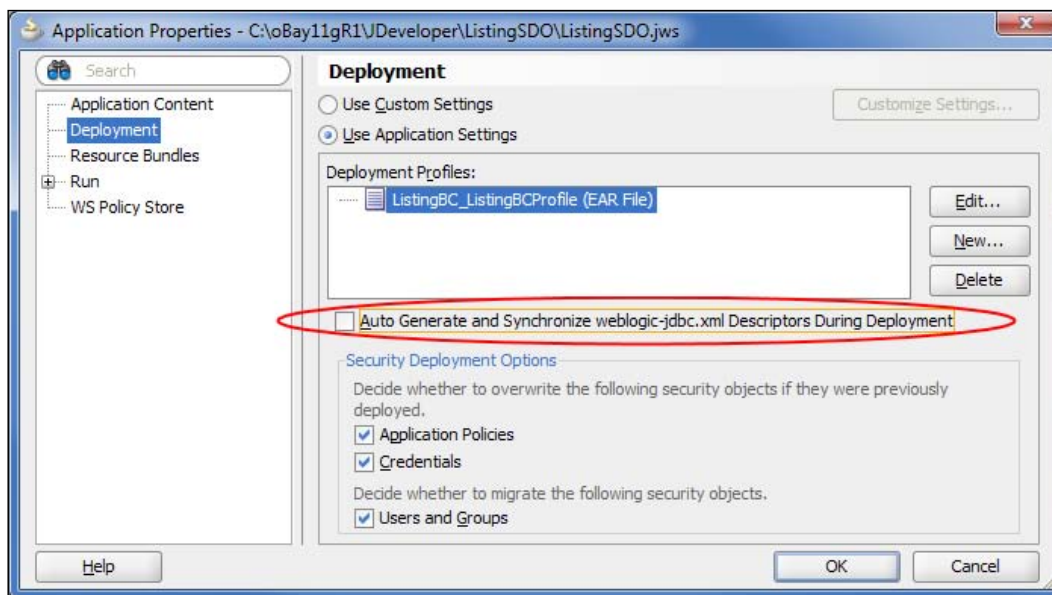 Application Properties - C:\oBay11gR1\JDeveloper\ListingSDO\ListingSDO.jws
Search
Application Content
Deployment
Resource Bundles
Run
WS Policy Store
Deployment
Use Custom Settings
Customize Settings...
Use Application Settings
Deployment Profiles:
ListingBC_ListingBCProfile (EAR File)
Edit...
New...
Delete
Auto Generate and Synchronize weblogic-jdbc.xml Descriptors During Deployment
Security Deployment Options
Decide whether to overwrite the following security objects if they were previously
deployed.
Application Policies
Credentials
Decide whether to migrate the following security objects.
Users and Groups
Help
OK
Cancel